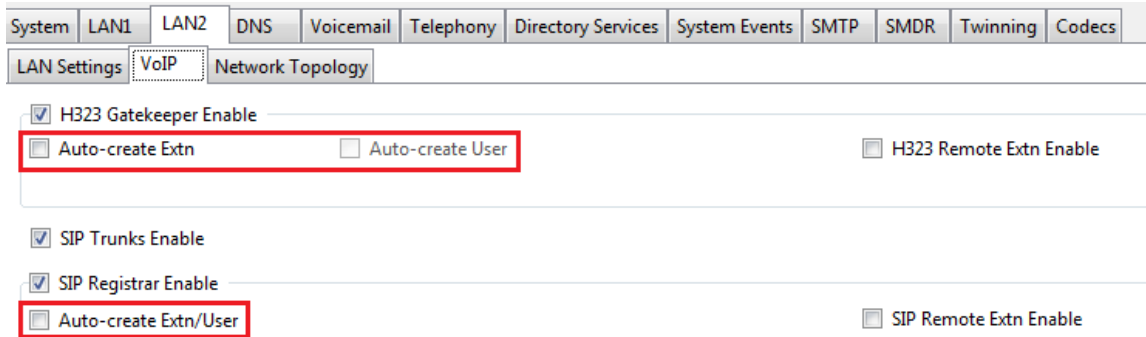 System LAN1 LAN2 DNS Voicemail Telephony Directory Services System Events SMTP SMDR Twinning Codecs
LAN Settings VoIP Network Topology
H323 Gatekeeper Enable
Auto-create Extn Auto-create User H323 Remote Extn Enable
SIP Trunks Enable
SIP Registrar Enable
Auto-create Extn/User SIP Remote Extn Enable